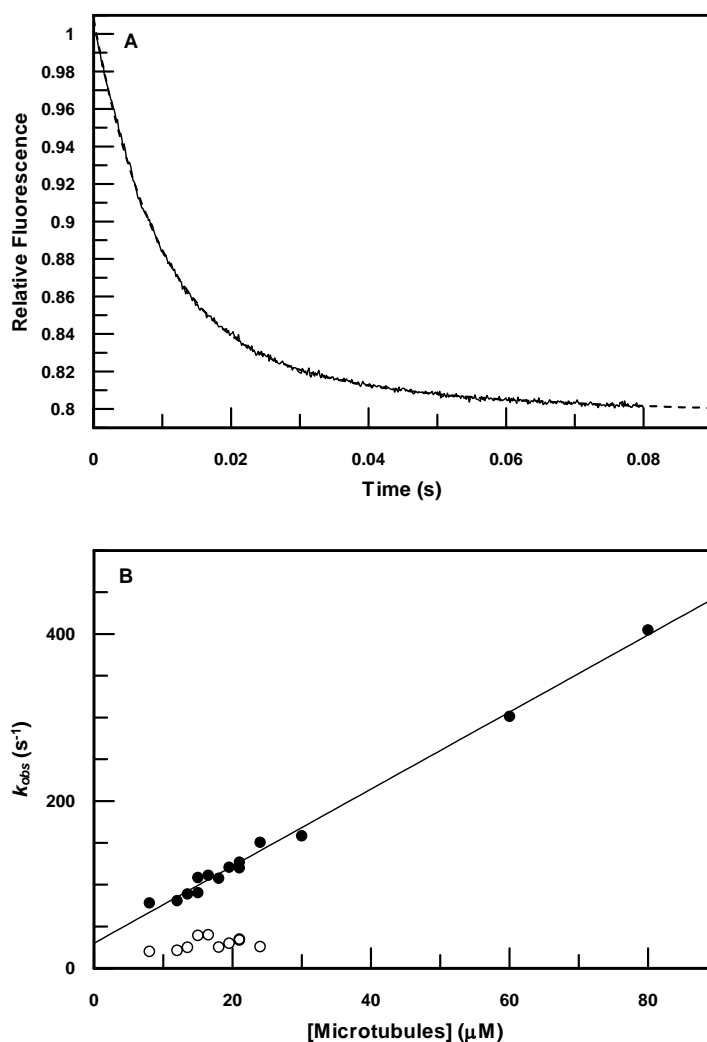 A
Relative Fluorescence
1
0.98
0.96
0.94
0.92
0.9
0.88
0.86
0.84
0.82
0.8
0 0.02 0.04 0.06 0.08
Time (s)
B
kobs (s-1)
400
200
0
0 20 40 60 80
[Microtubules] (μM)